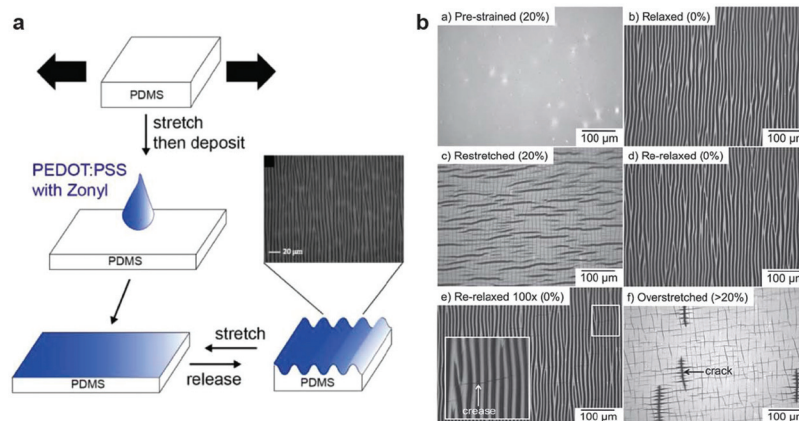 a
PDMS
stretch
then deposit
PEDOT:PSS
with Zonyl
PDMS
20 μm
stretch
release
PDMS
PDMS
b
a) Pre-strained (20%)
100 μm
b) Relaxed (0%)
100 μm
c) Restretched (20%)
100 μm
d) Re-relaxed (0%)
100 μm
e) Re-relaxed 100x (0%)
crease
100 μm
f) Overstretched (>20%)
crack
100 μm